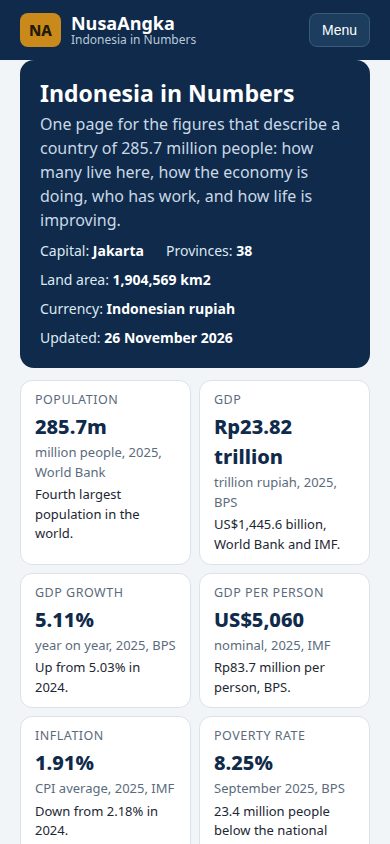 NA
NusaAngka
Indonesia in Numbers
Menu
Indonesia in Numbers
One page for the figures that describe a
country of 285.7 million people: how
many live here, how the economy is
doing, who has work, and how life is
improving.
Capital: Jakarta Provinces: 38
Land area: 1,904,569 km2
Currency: Indonesian rupiah
Updated: 26 November 2026
POPULATION
285.7m
million people, 2025,
World Bank
Fourth largest
population in the
world.
GDP
Rp23.82
trillion
trillion rupiah, 2025,
BPS
US$1,445.6 billion,
World Bank and IMF.
GDP GROWTH
5.11%
year on year, 2025, BPS
Up from 5.03% in
2024.
GDP PER PERSON
US$5,060
nominal, 2025, IMF
Rp83.7 million per
person, BPS.
INFLATION
1.91%
CPI average, 2025, IMF
Down from 2.18% in
2024.
POVERTY RATE
8.25%
September 2025, BPS
23.4 million people
below the national